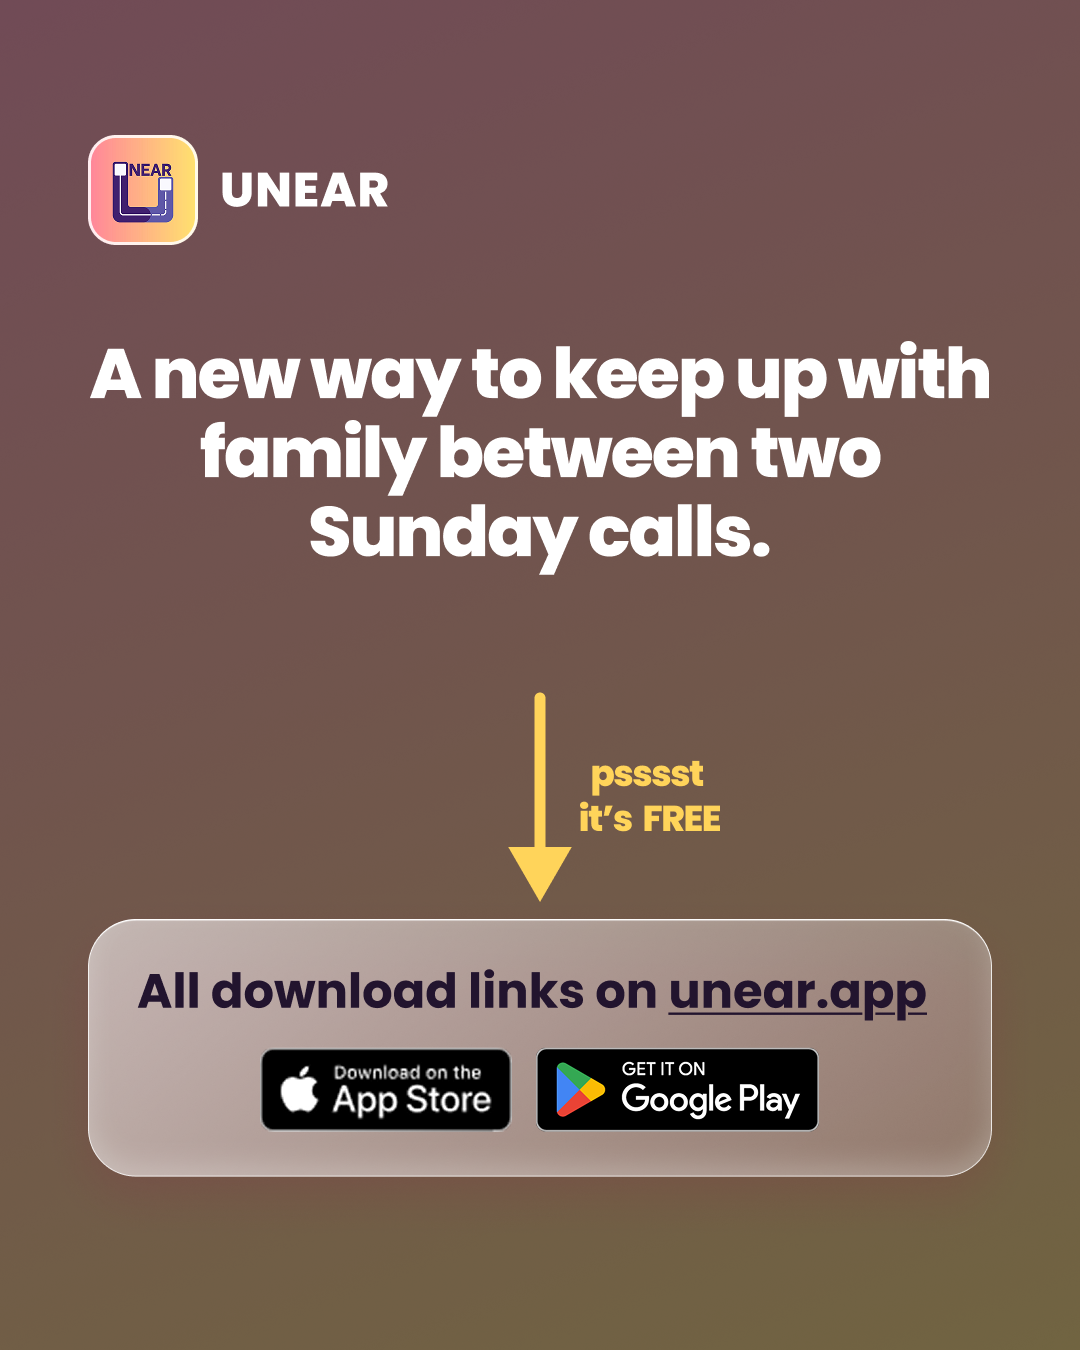 NEAR
UNEAR
A new way to keep up with
family between two
Sunday calls.
psssst
it's FREE
All download links on unear.app
Download on the
App Store
GET IT ON
Google Play